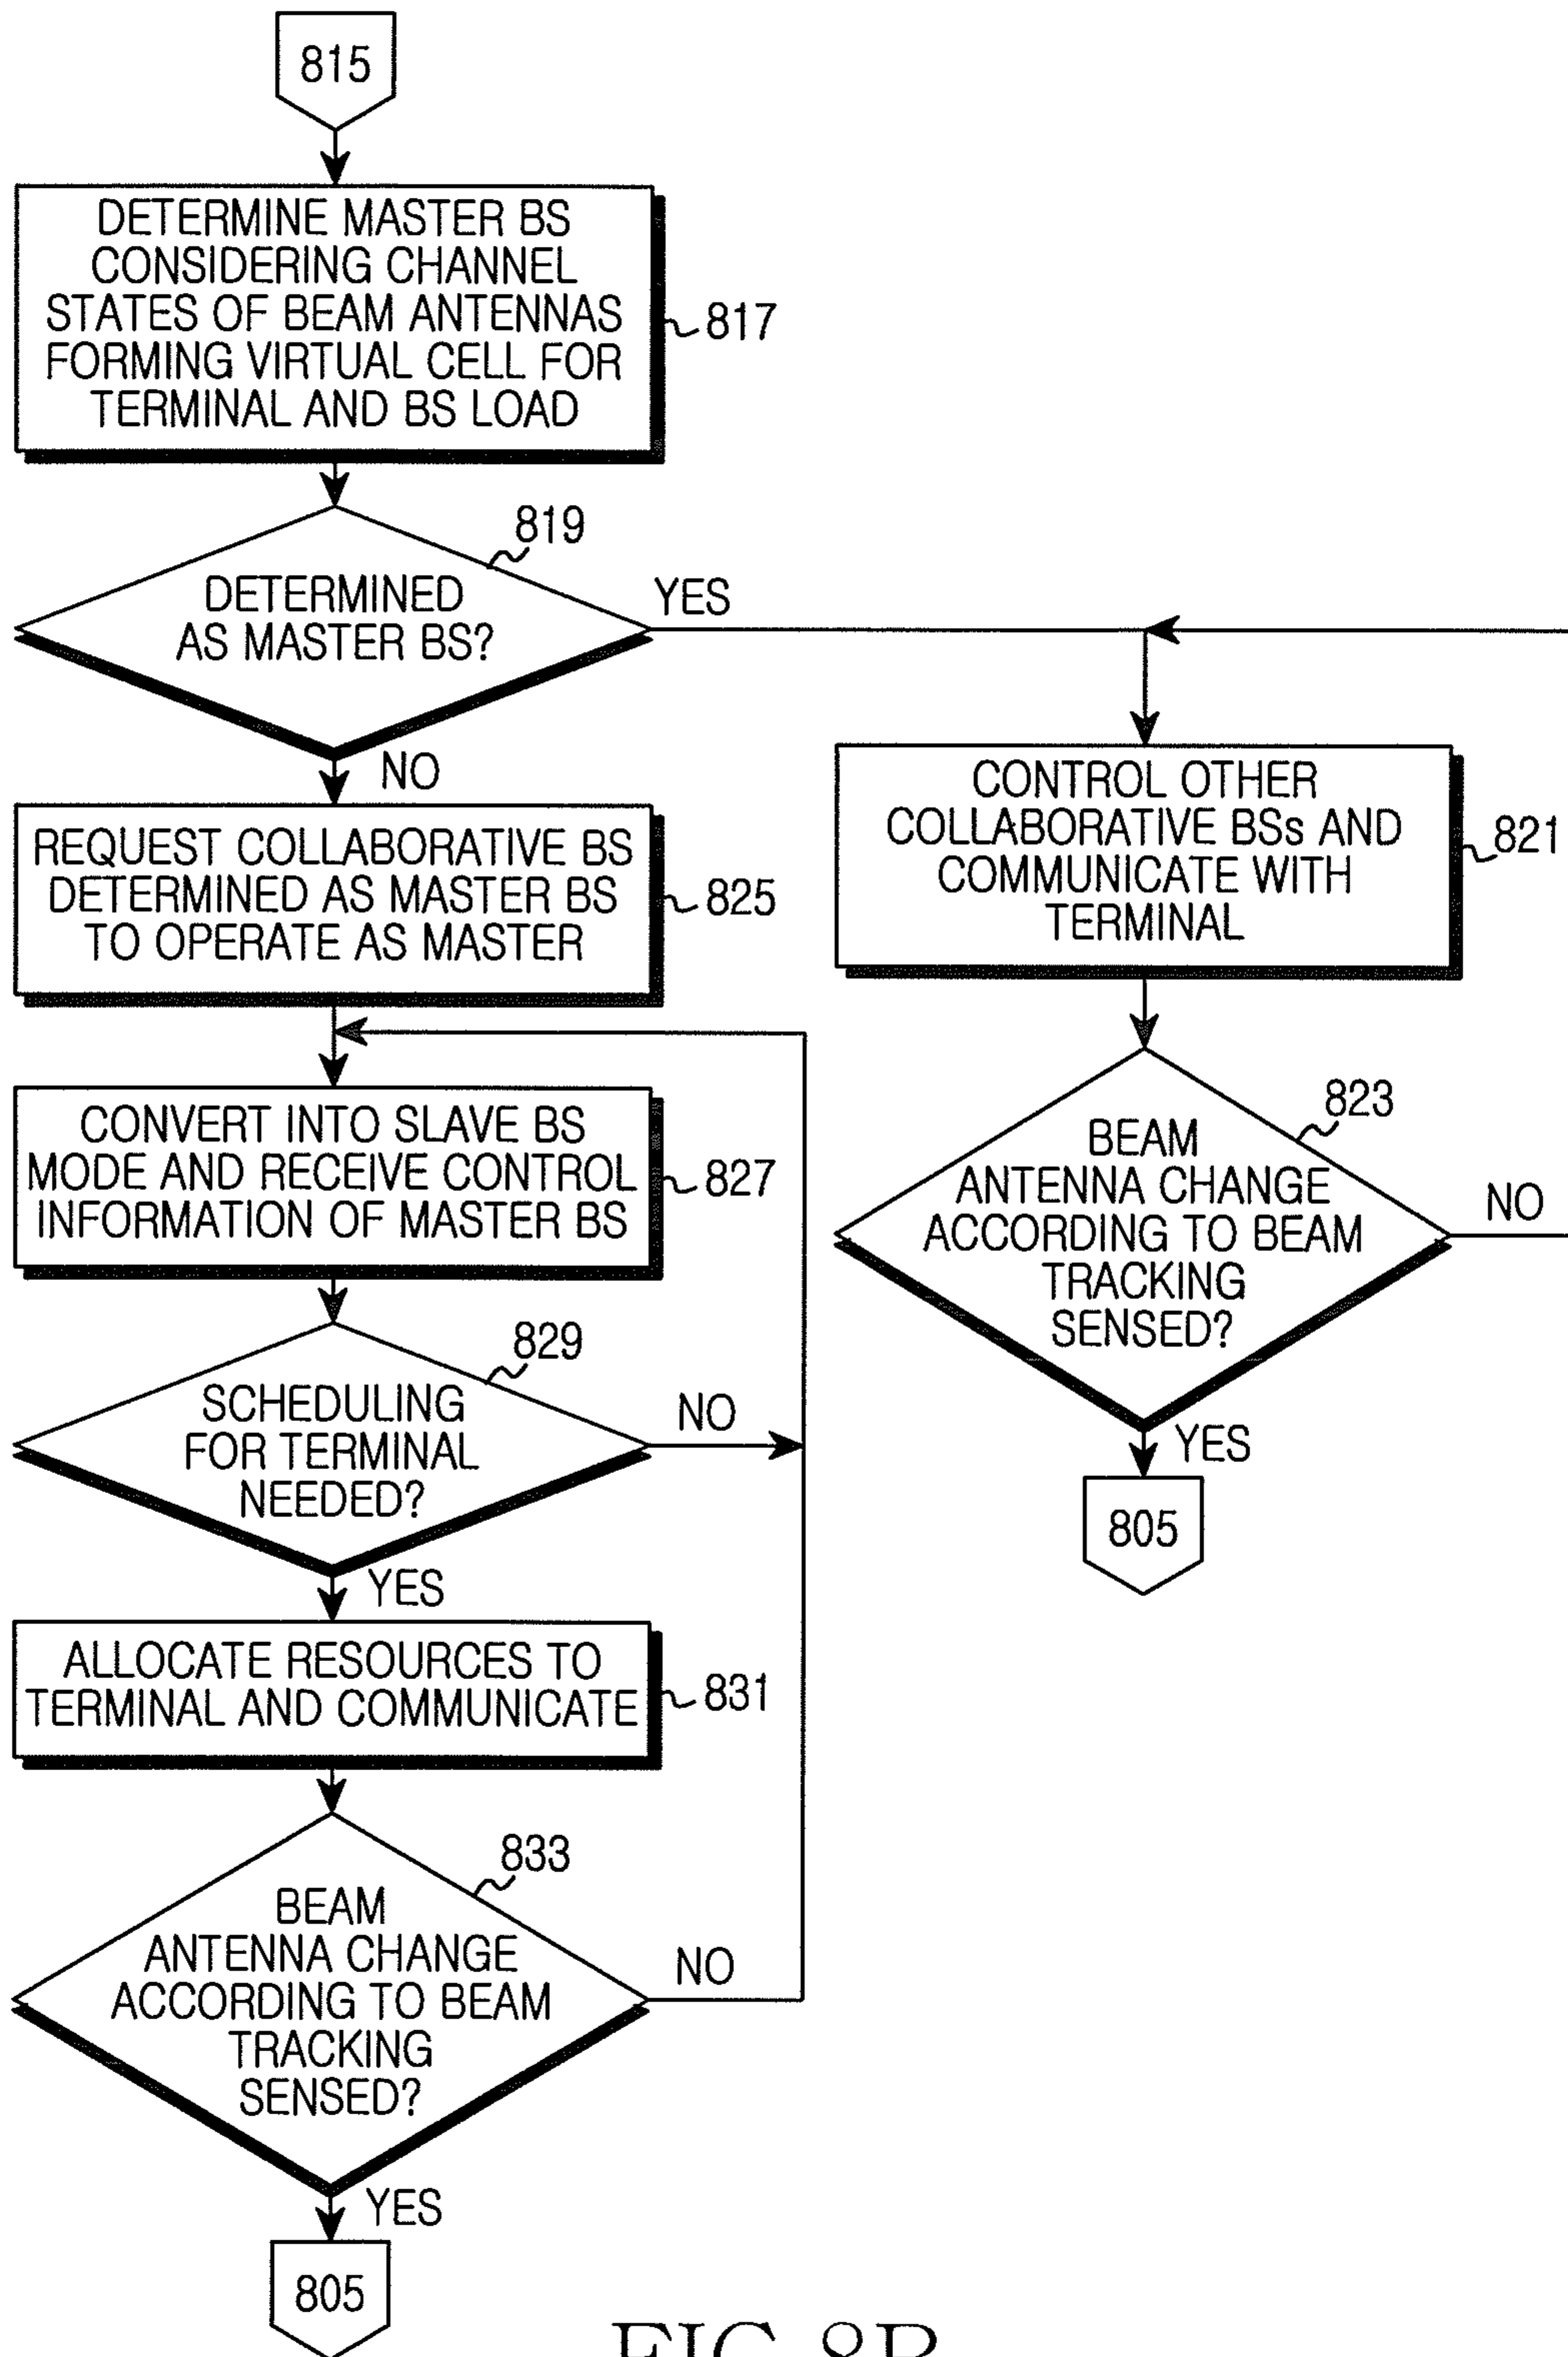 815
DETERMINE MASTER BS
CONSIDERING CHANNEL
STATES OF BEAM ANTENNAS
FORMING VIRTUAL CELL FOR
TERMINAL AND BS LOAD
817
819
DETERMINED
AS MASTER BS?
YES
NO
REQUEST COLLABORATIVE BS
DETERMINED AS MASTER BS
TO OPERATE AS MASTER
825
CONTROL OTHER
COLLABORATIVE BSs AND
COMMUNICATE WITH
TERMINAL
821
CONVERT INTO SLAVE BS
MODE AND RECEIVE CONTROL
INFORMATION OF MASTER BS
827
823
BEAM
ANTENNA CHANGE
ACCORDING TO BEAM
TRACKING
SENSED?
NO
YES
805
829
SCHEDULING
FOR TERMINAL
NEEDED?
NO
YES
ALLOCATE RESOURCES TO
TERMINAL AND COMMUNICATE
831
833
BEAM
ANTENNA CHANGE
ACCORDING TO BEAM
TRACKING
SENSED?
NO
YES
805
FIG.8B